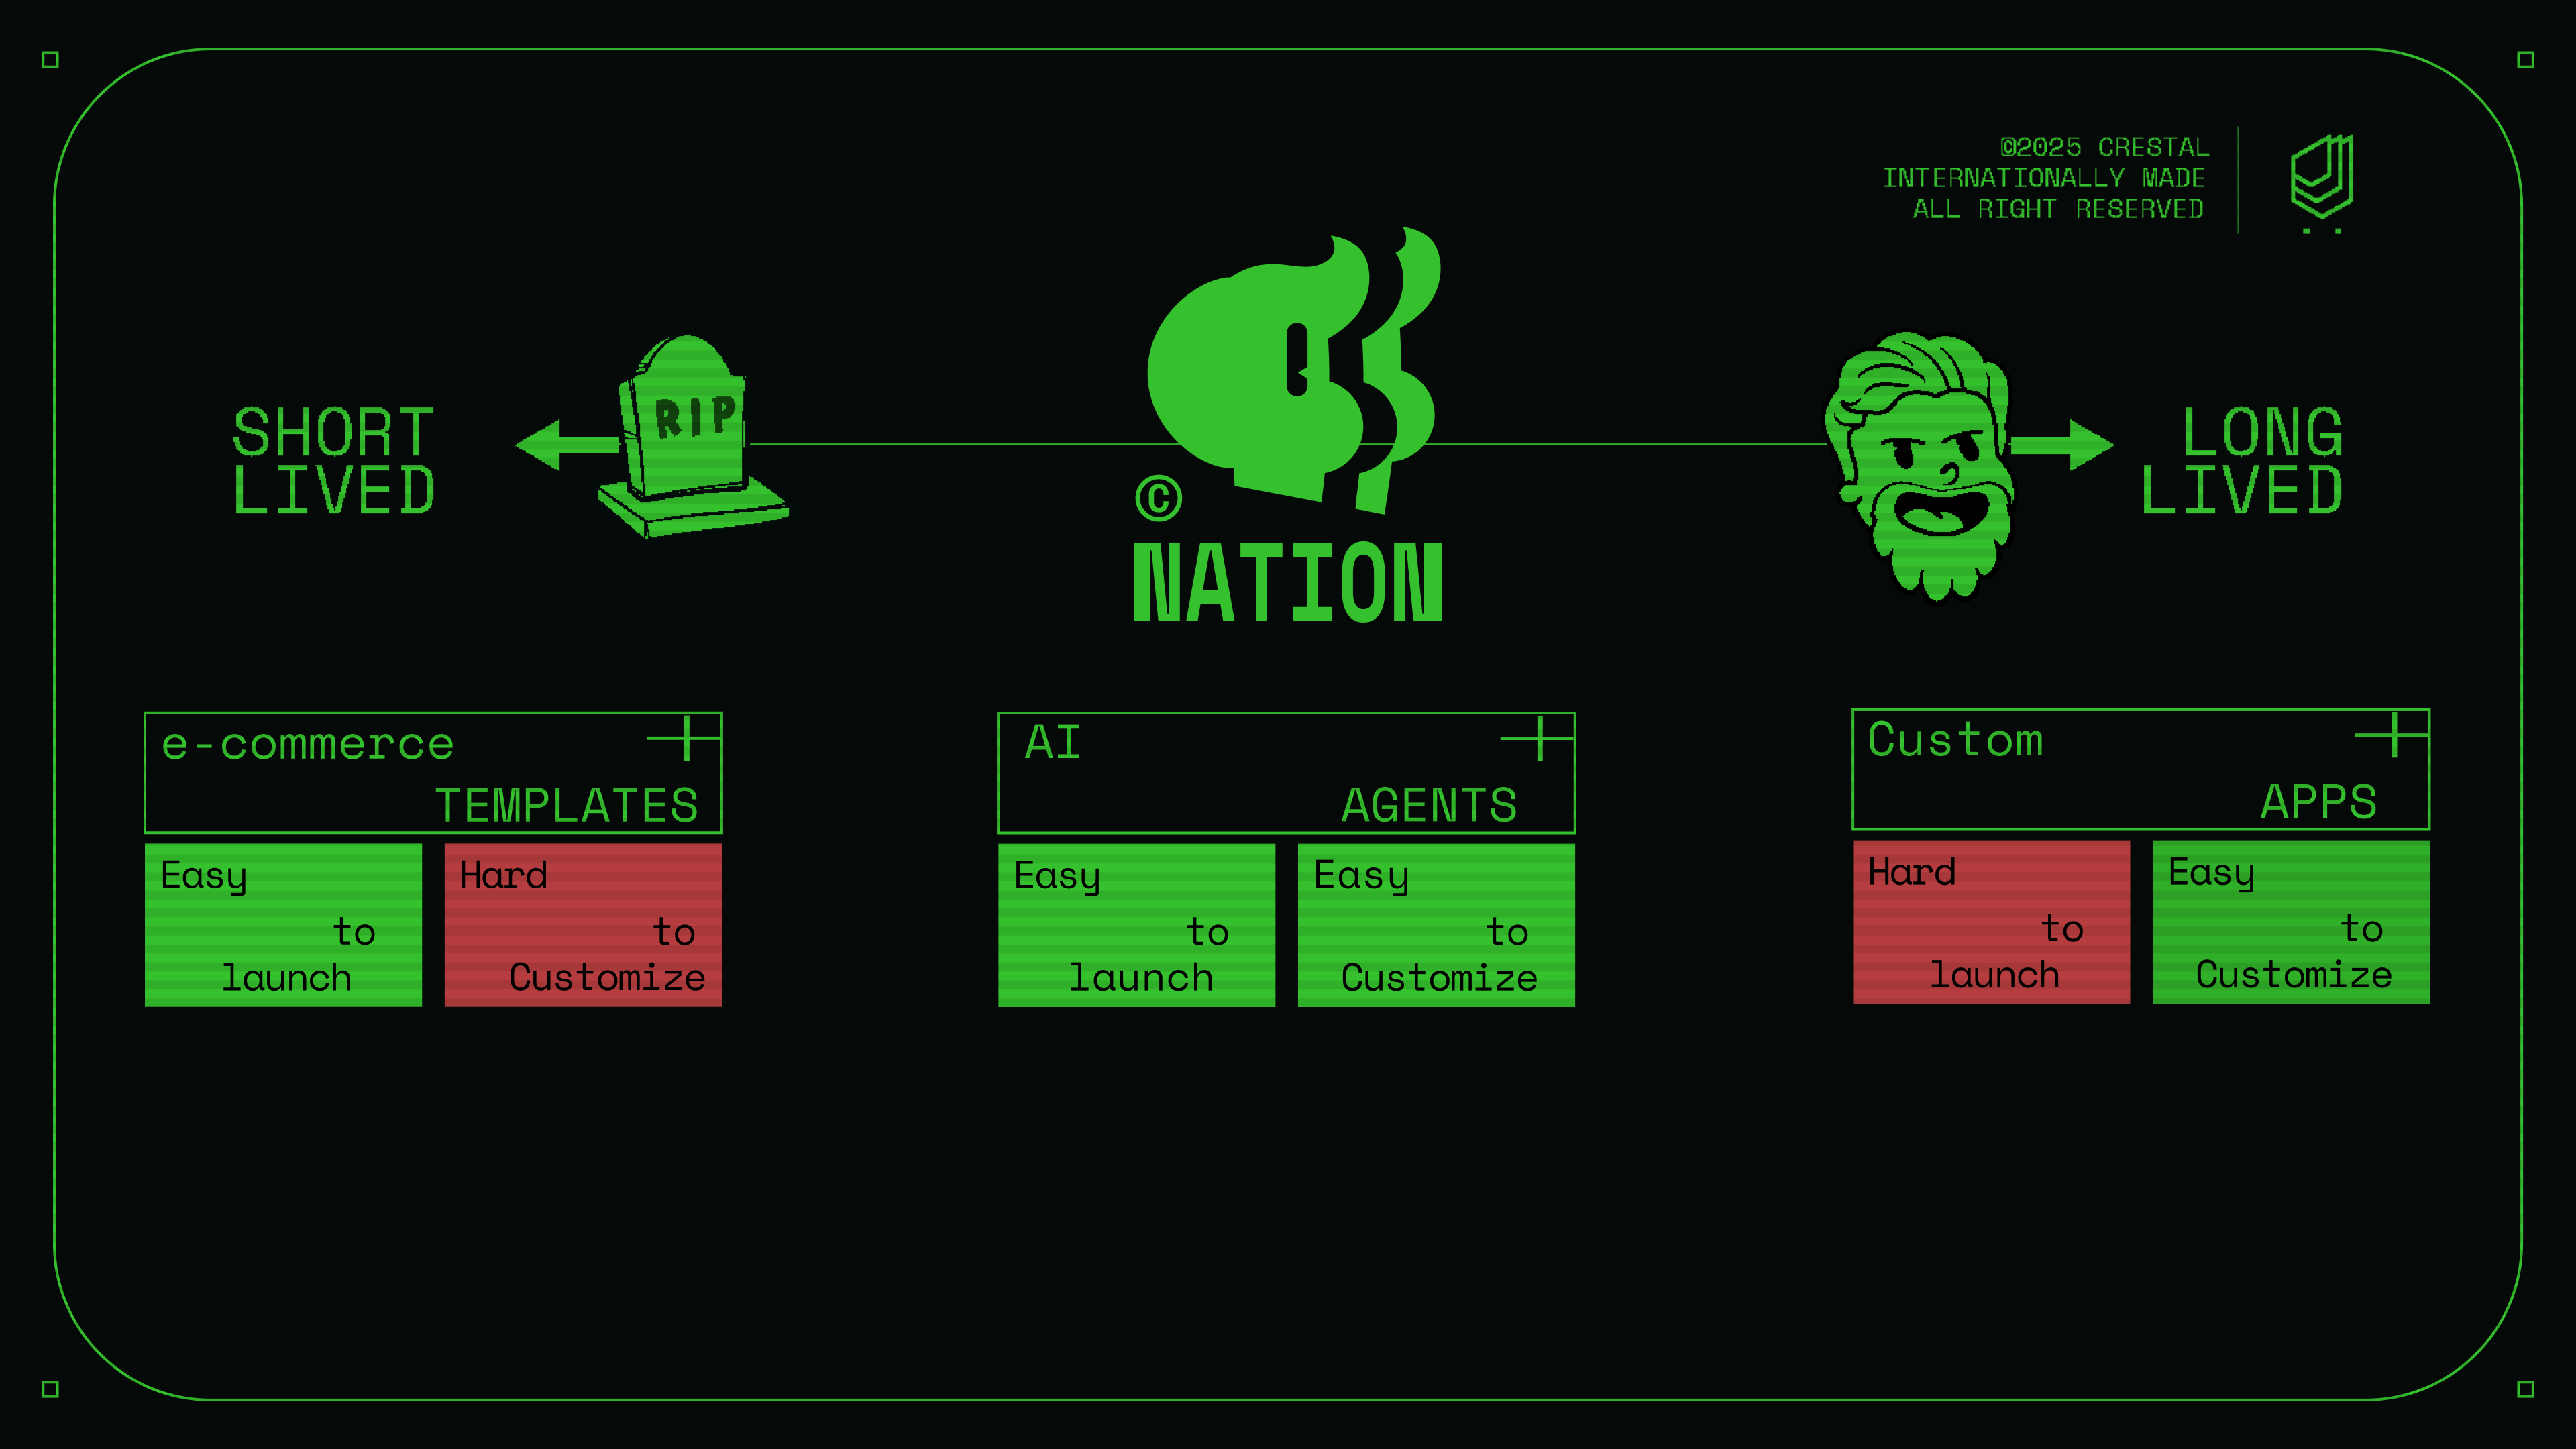 ©2025 CRESTAL
INTERNATIONALLY MADE
ALL RIGHT RESERVED
SHORT
LIVED
RIP
©
NATION
LONG
LIVED
e-commerce
TEMPLATES
Easy
to
launch
Hard
to
Customize
AI
AGENTS
Easy
to
launch
Easy
to
Customize
Custom
APPS
Hard
to
launch
Easy
to
Customize